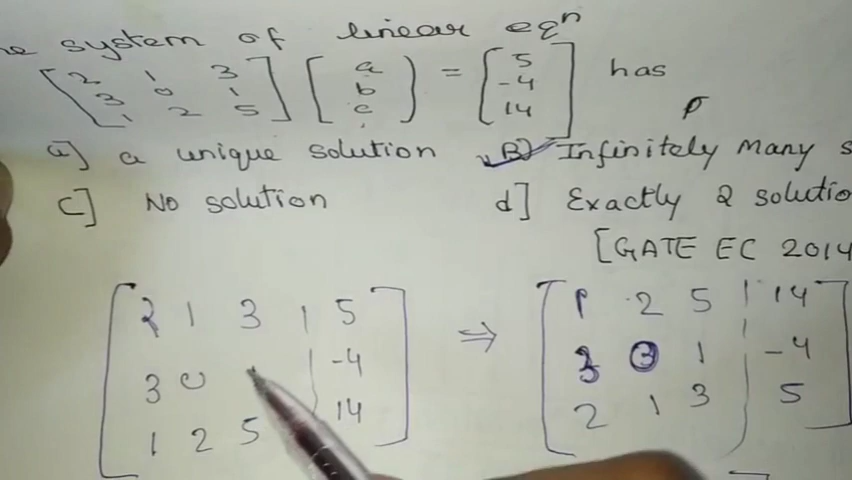 system of linear eqn
[2 1 3] [a] = [5] has
[3 0 1] [b] [-4]
[1 2 5] [c] [14]
a] a unique solution B) Infinitely many s
c] No solution d] Exactly 2 solutio
[GATE EC 2014
[2 1 3 | 5] ⇒ [1 2 5 | 14]
[3 0 | -4] [3 0 1 | -4]
[1 2 5 | 14] [2 1 3 | 5]